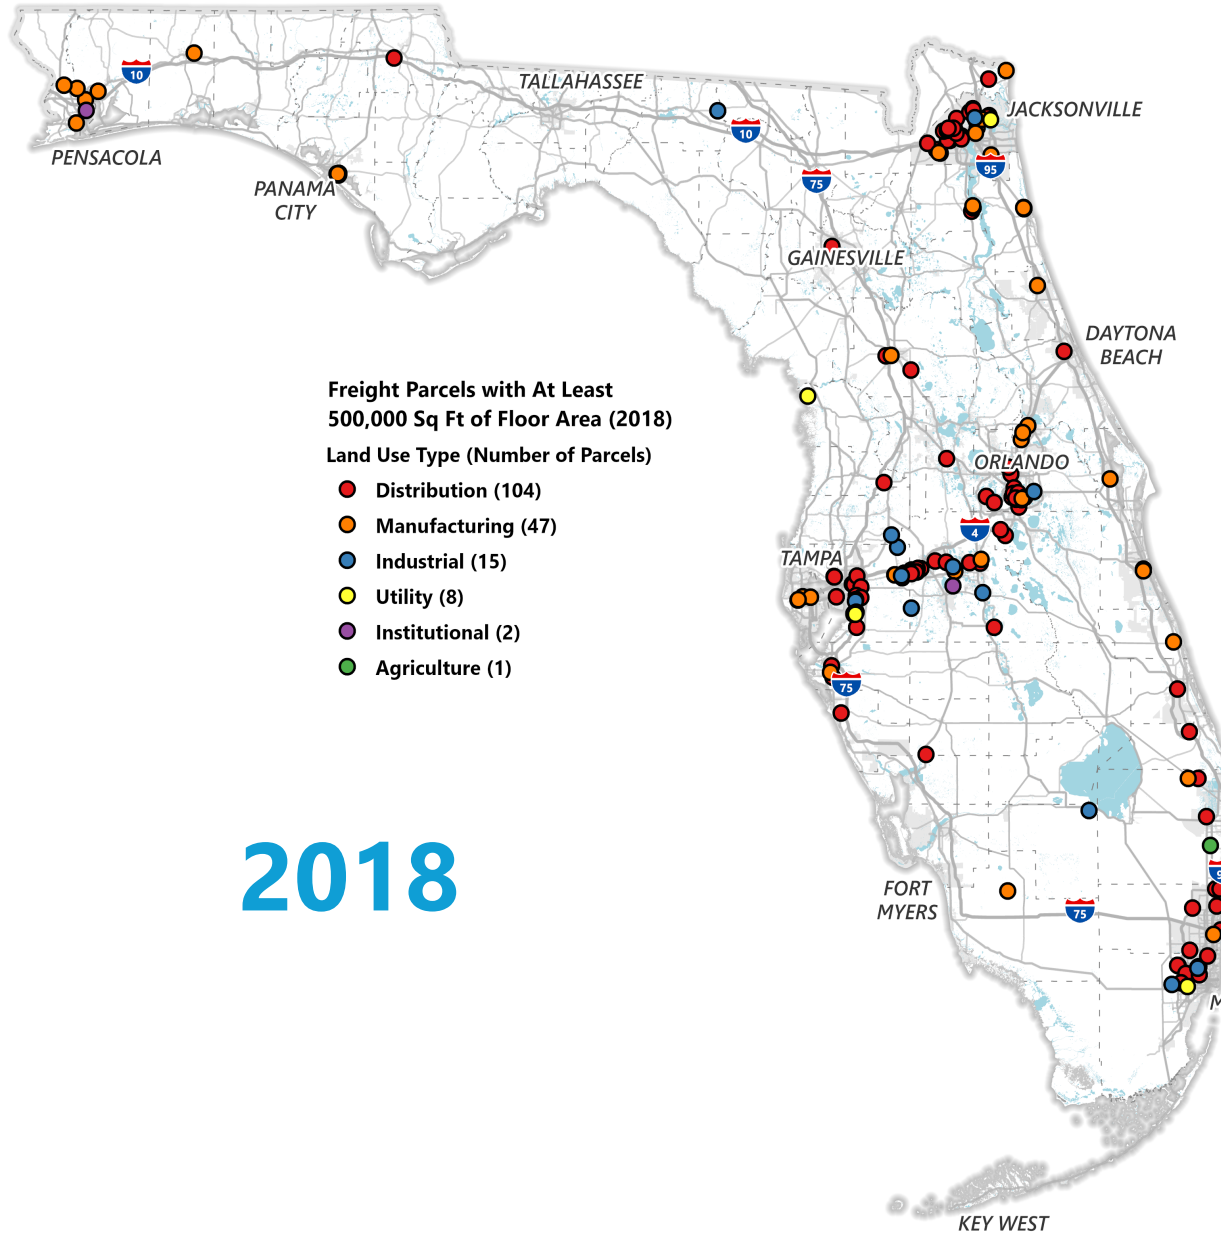 10
TALLAHASSEE
JACKSONVILLE
10
PENSACOLA
95
75
PANAMA
CITY
GAINESVILLE
DAYTONA
BEACH
Freight Parcels with At Least
500,000 Sq Ft of Floor Area (2018)
Land Use Type (Number of Parcels)
ORLANDO
Distribution (104)
Manufacturing (47)
4
TAMPA
Industrial (15)
Utility (8)
Institutional (2)
Agriculture (1)
75
2018
9
FORT
MYERS
75
M
KEY WEST